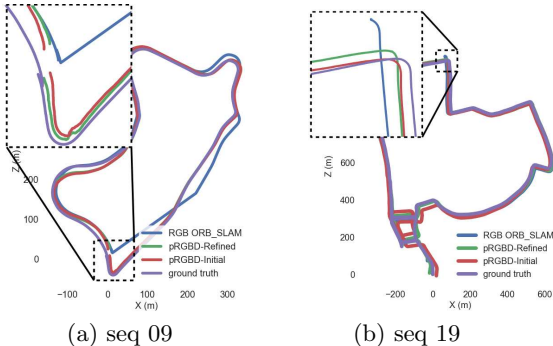 Z (m)
200
100
0
−100
0
100
200
300
X (m)
RGB ORB_SLAM
pRGBD-Refined
pRGBD-Initial
ground truth
(a) seq 09
Z (m)
600
400
200
0
−200
0
200
400
600
X (m)
RGB ORB_SLAM
pRGBD-Refined
pRGBD-Initial
ground truth
(b) seq 19